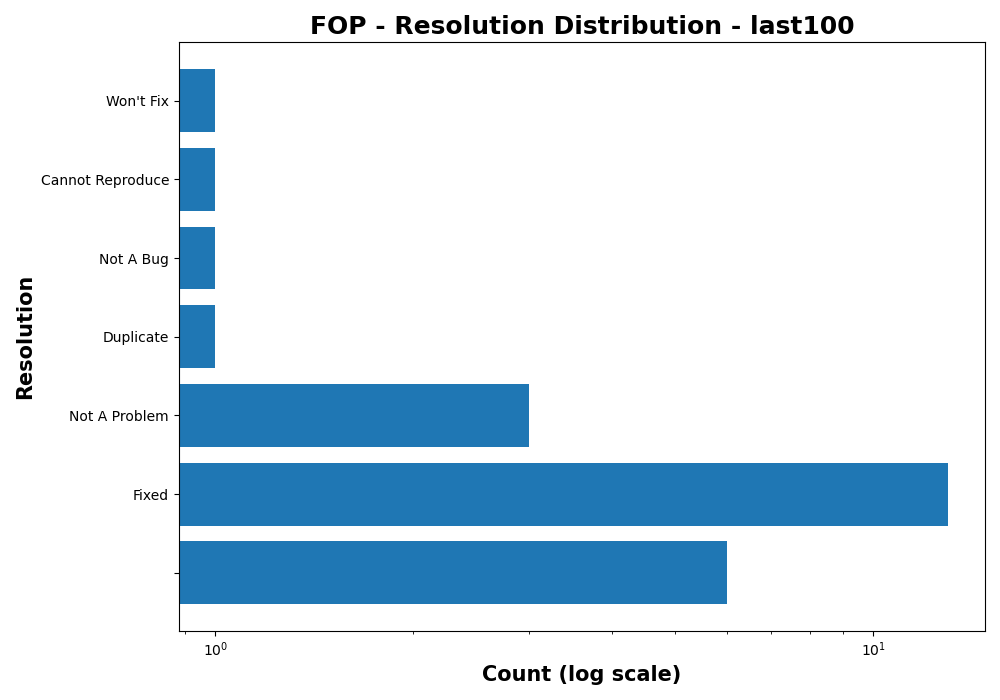 FOP - Resolution Distribution - last100
Won't Fix
Cannot Reproduce
Not A Bug
Duplicate
Not A Problem
Fixed
Resolution
10⁰
10¹
Count (log scale)